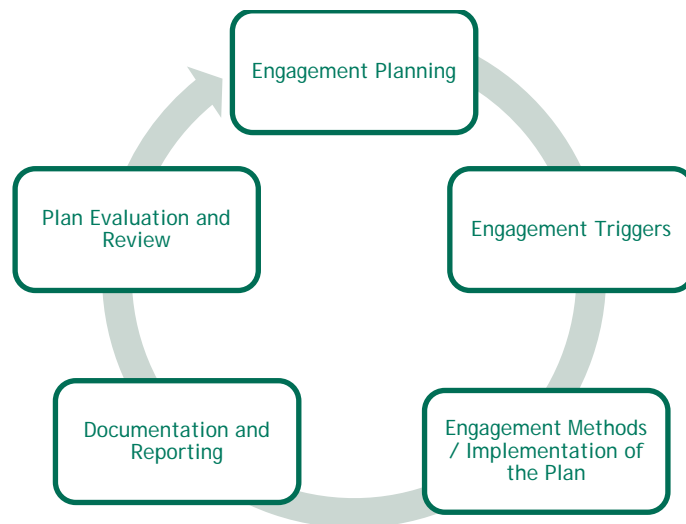 Engagement Planning
Engagement Triggers
Engagement Methods
/ Implementation of
the Plan
Documentation and
Reporting
Plan Evaluation and
Review